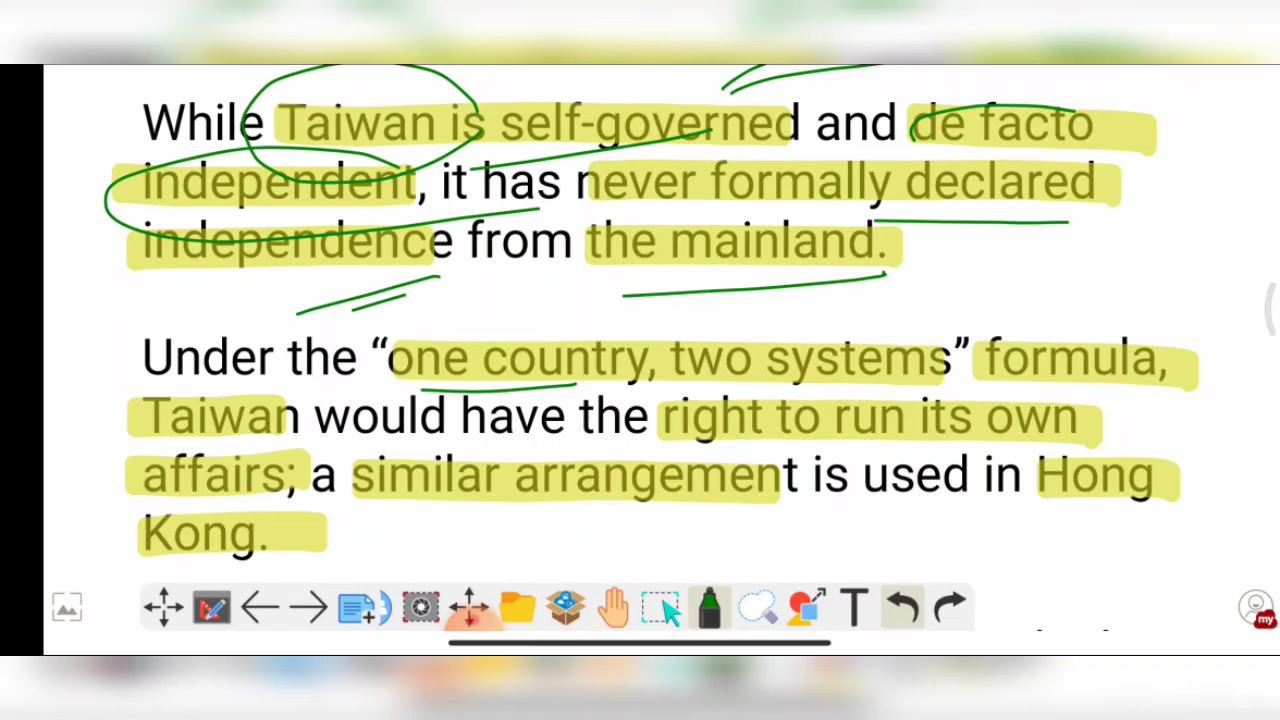 While Taiwan is self-governed and de facto
independent, it has never formally declared
independence from the mainland.
Under the “one country, two systems” formula,
Taiwan would have the right to run its own
affairs; a similar arrangement is used in Hong
Kong.
T
my